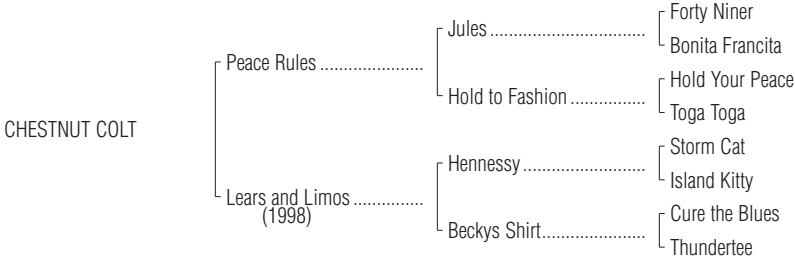 Forty Niner
Jules ..................................
Bonita Francita
Peace Rules ......................
Hold Your Peace
Hold to Fashion ................
Toga Toga
CHESTNUT COLT
Storm Cat
Hennessy ..........................
Island Kitty
Lears and Limos ...............
(1998)
Cure the Blues
Beckys Shirt......................
Thundertee